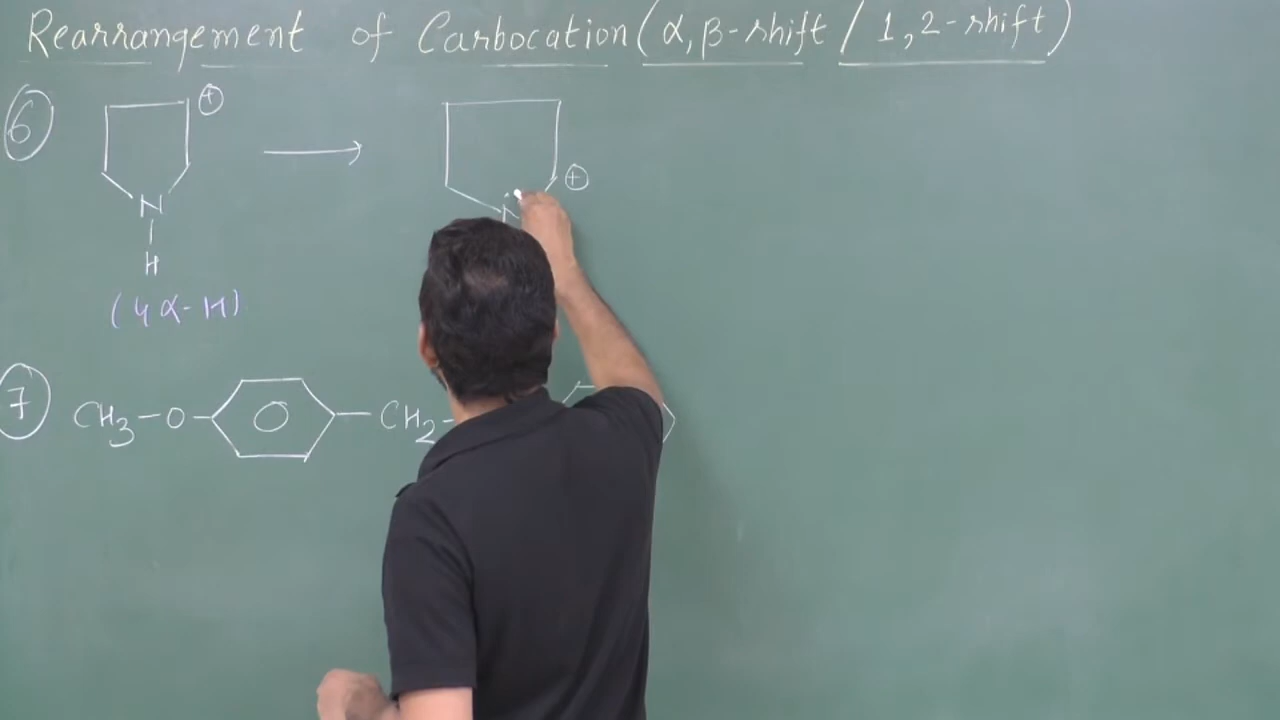 Rearrangement of Carbocation (α,β-shift / 1,2-shift)
6
⊕
⊕
N
N
H
(4α-H)
7
CH3-O-
-CH2-